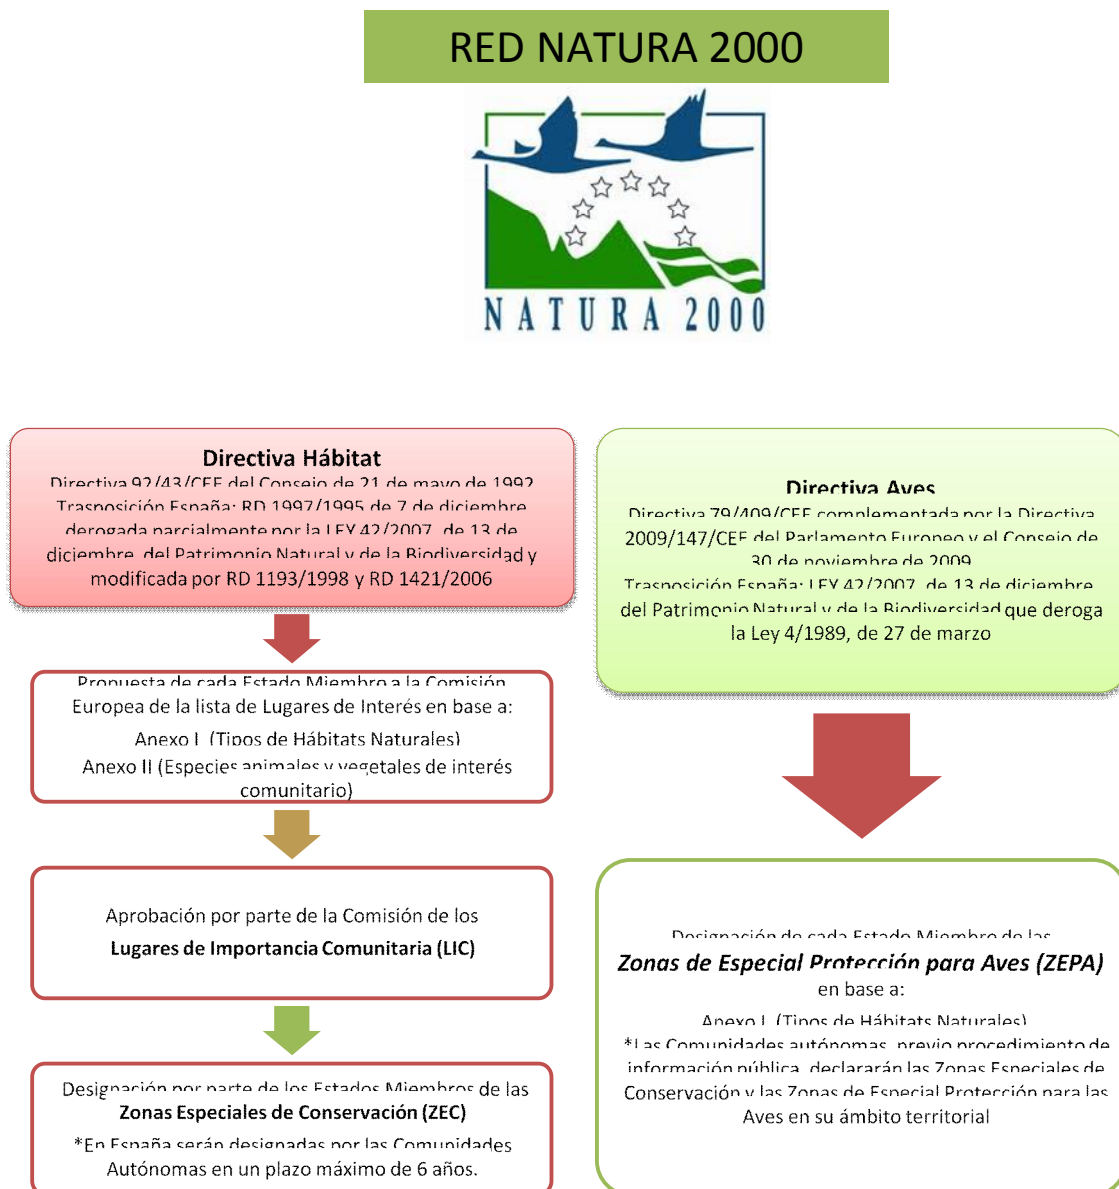 RED NATURA 2000
NATURA 2000
Directiva Hábitat
Directiva 92/43/CEE del Consejo de 21 de mayo de 1992
Trasposición España: RD 1997/1995 de 7 de diciembre
derogada parcialmente por la LEY 42/2007, de 13 de
diciembre, del Patrimonio Natural y de la Biodiversidad y
modificada por RD 1193/1998 y RD 1421/2006
Propuesta de cada Estado Miembro a la Comisión
Europea de la lista de Lugares de Interés en base a:
Anexo I (Tipos de Hábitats Naturales)
Anexo II (Especies animales y vegetales de interés
comunitario)
Aprobación por parte de la Comisión de los
Lugares de Importancia Comunitaria (LIC)
Designación por parte de los Estados Miembros de las
Zonas Especiales de Conservación (ZEC)
*En España serán designadas por las Comunidades
Autónomas en un plazo máximo de 6 años.
Directiva Aves
Directiva 79/409/CEE complementada por la Directiva
2009/147/CEE del Parlamento Europeo y el Consejo de
30 de noviembre de 2009
Trasposición España: LEY 42/2007, de 13 de diciembre,
del Patrimonio Natural y de la Biodiversidad que deroga
la Ley 4/1989, de 27 de marzo
Designación de cada Estado Miembro de las
Zonas de Especial Protección para Aves (ZEPA)
en base a:
Anexo I (Tipos de Hábitats Naturales)
*Las Comunidades autónomas, previo procedimiento de
información pública, declararán las Zonas Especiales de
Conservación y las Zonas de Especial Protección para las
Aves en su ámbito territorial